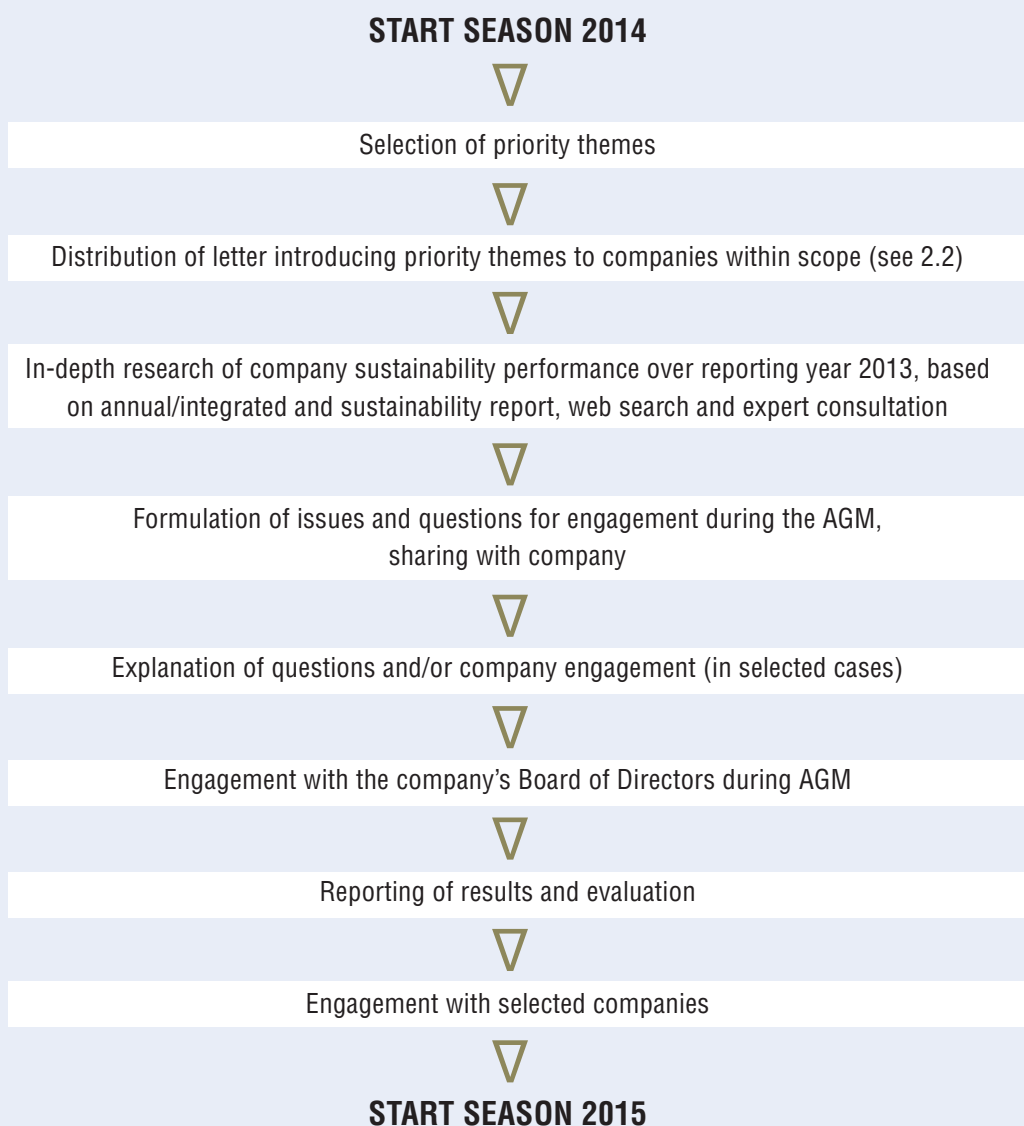 START SEASON 2014
Selection of priority themes
Distribution of letter introducing priority themes to companies within scope (see 2.2)
In-depth research of company sustainability performance over reporting year 2013, based
on annual/integrated and sustainability report, web search and expert consultation
Formulation of issues and questions for engagement during the AGM,
sharing with company
Explanation of questions and/or company engagement (in selected cases)
Engagement with the company’s Board of Directors during AGM
Reporting of results and evaluation
Engagement with selected companies
START SEASON 2015